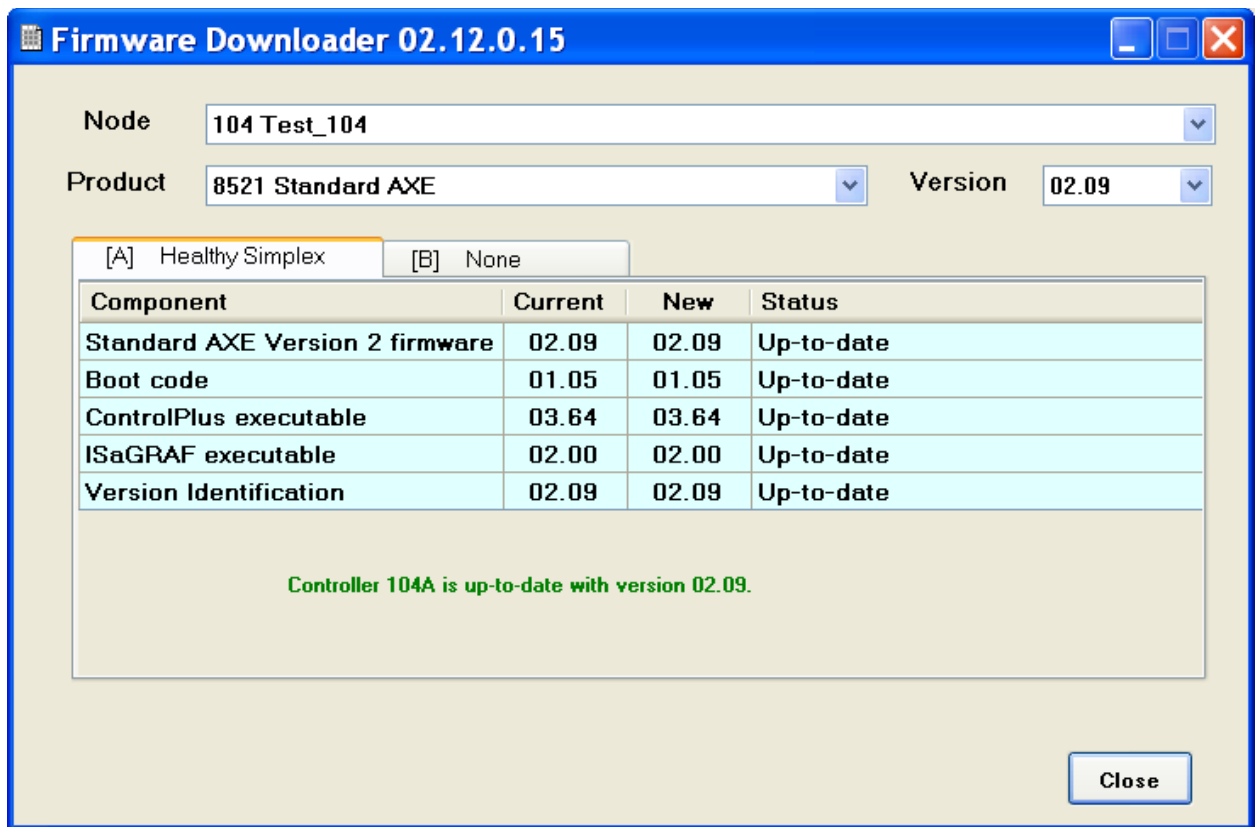 Firmware Downloader 02.12.0.15
Node 104 Test_104
Product 8521 Standard AXE Version 02.09
[A] Healthy Simplex [B] None
Component Current New Status
Standard AXE Version 2 firmware 02.09 02.09 Up-to-date
Boot code 01.05 01.05 Up-to-date
ControlPlus executable 03.64 03.64 Up-to-date
ISaGRAF executable 02.00 02.00 Up-to-date
Version Identification 02.09 02.09 Up-to-date
Controller 104A is up-to-date with version 02.09.
Close